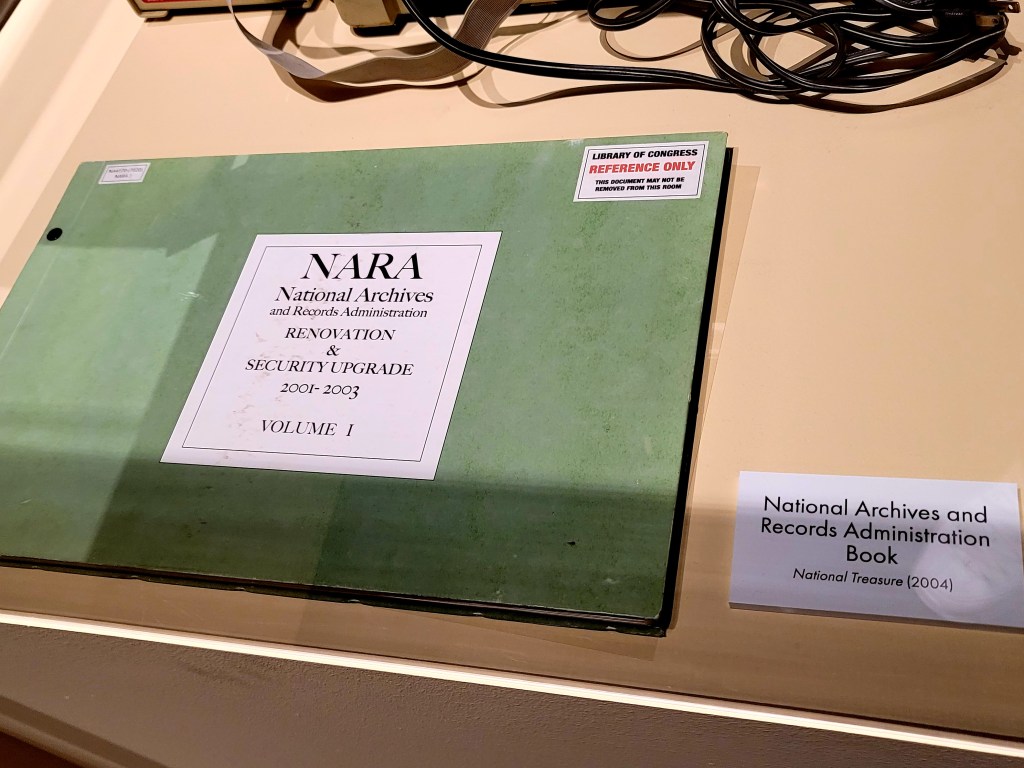 LIBRARY OF CONGRESS
REFERENCE ONLY
THIS DOCUMENT MAY NOT BE
REMOVED FROM THIS ROOM
NARA
National Archives
and Records Administration
RENOVATION
&
SECURITY UPGRADE
2001-2003
VOLUME I
National Archives and
Records Administration
Book
National Treasure (2004)